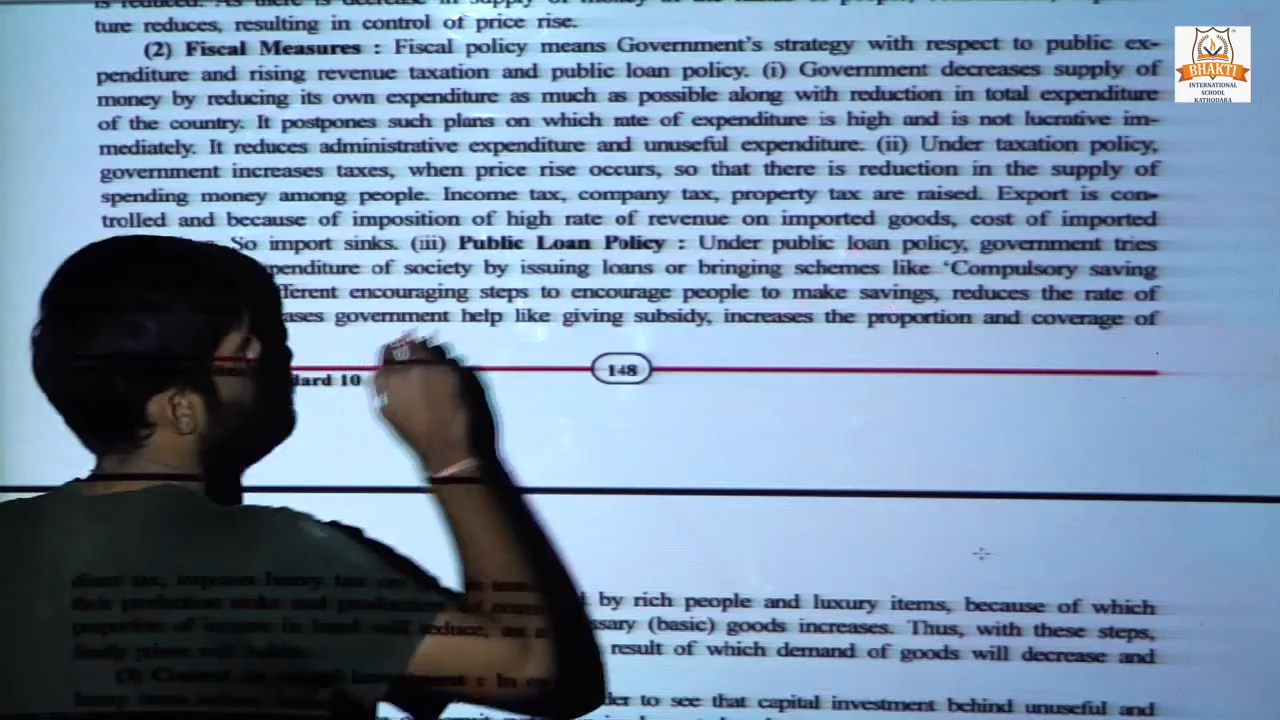 ture reduces, resulting in control of price rise.
(2) Fiscal Measures : Fiscal policy means Government's strategy with respect to public ex-
penditure and rising revenue taxation and public loan policy. (i) Government decreases supply of
money by reducing its own expenditure as much as possible along with reduction in total expenditure
of the country. It postpones such plans on which rate of expenditure is high and is not lucrative im-
mediately. It reduces administrative expenditure and unuseful expenditure. (ii) Under taxation policy,
government increases taxes, when price rise occurs, so that there is reduction in the supply of
spending money among people. Income tax, company tax, property tax are raised. Export is con-
trolled and because of imposition of high rate of revenue on imported goods, cost of imported
So import sinks. (iii) Public Loan Policy : Under public loan policy, government tries
penditure of society by issuing loans or bringing schemes like 'Compulsory saving
fferent encouraging steps to encourage people to make savings, reduces the rate of
ases government help like giving subsidy, increases the proportion and coverage of
dard 10
148
by rich people and luxury items, because of which
ssary (basic) goods increases. Thus, with these steps,
result of which demand of goods will decrease and
der to see that capital investment behind unuseful and
BHAKTI
INTERNATIONAL
SCHOOL
KATHODARA